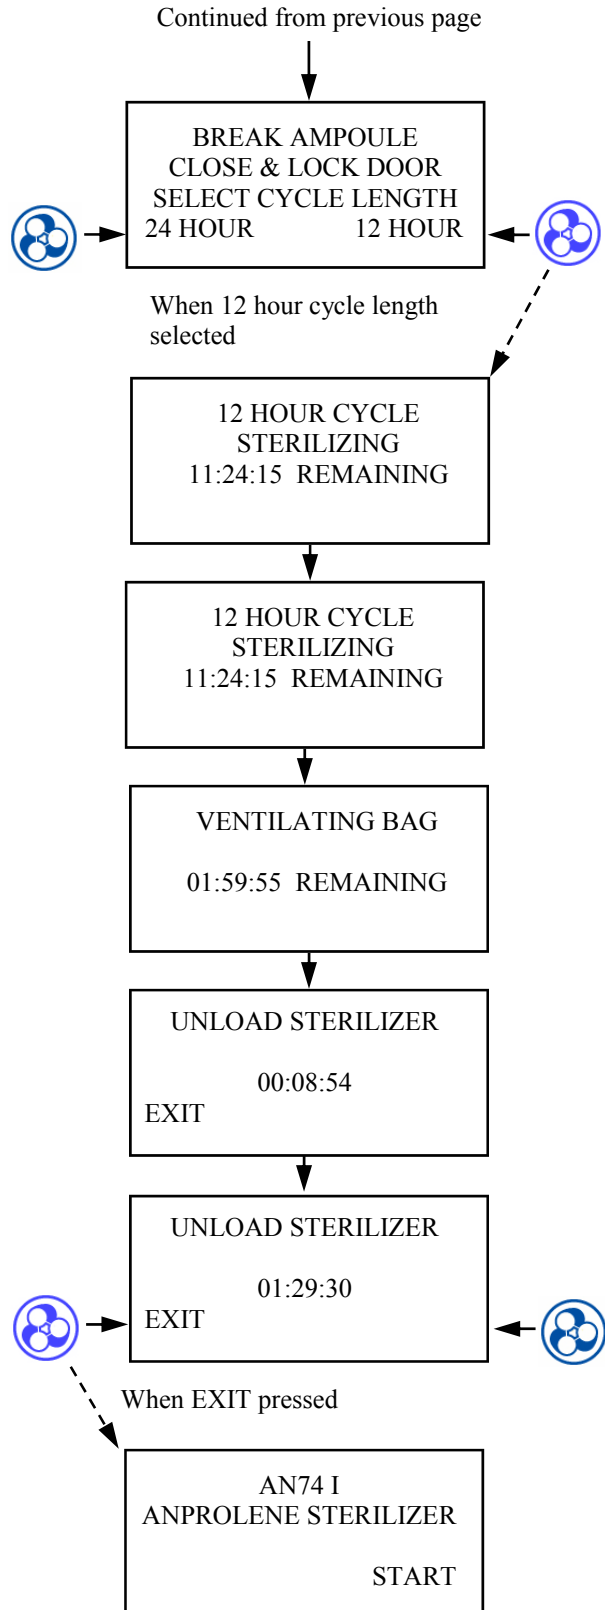 Continued from previous page
BREAK AMPOULE
CLOSE & LOCK DOOR
SELECT CYCLE LENGTH
24 HOUR 12 HOUR
When 12 hour cycle length
selected
12 HOUR CYCLE
STERILIZING
11:24:15 REMAINING
12 HOUR CYCLE
STERILIZING
11:24:15 REMAINING
VENTILATING BAG
01:59:55 REMAINING
UNLOAD STERILIZER
00:08:54
EXIT
UNLOAD STERILIZER
01:29:30
EXIT
When EXIT pressed
AN74 I
ANPROLENE STERILIZER
START